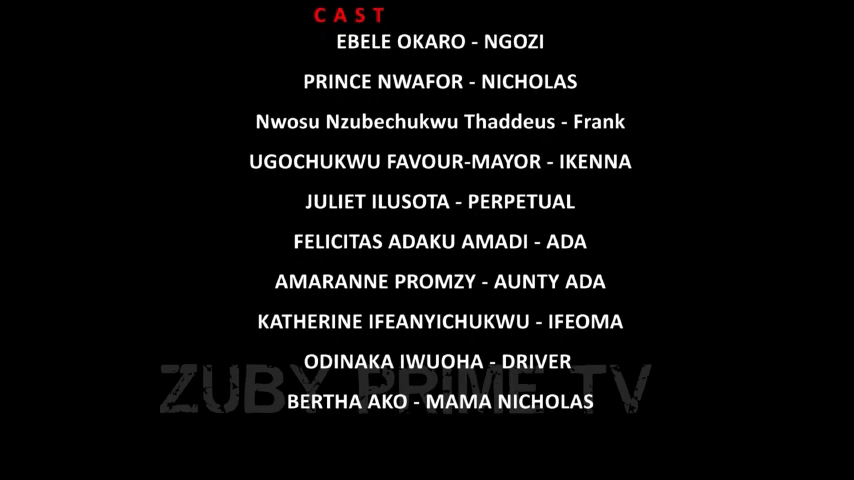 CAST
EBELE OKARO - NGOZI
PRINCE NWAFOR - NICHOLAS
Nwosu Nzubechukwu Thaddeus - Frank
UGOCHUKWU FAVOUR-MAYOR - IKENNA
JULIET ILUSOTA - PERPETUAL
FELICITAS ADAKU AMADI - ADA
AMARANNE PROMZY - AUNTY ADA
KATHERINE IFEANYICHUKWU - IFEOMA
ODINAKA IWUOHA - DRIVER
ZUBY PRIME TV
BERTHA AKO - MAMA NICHOLAS